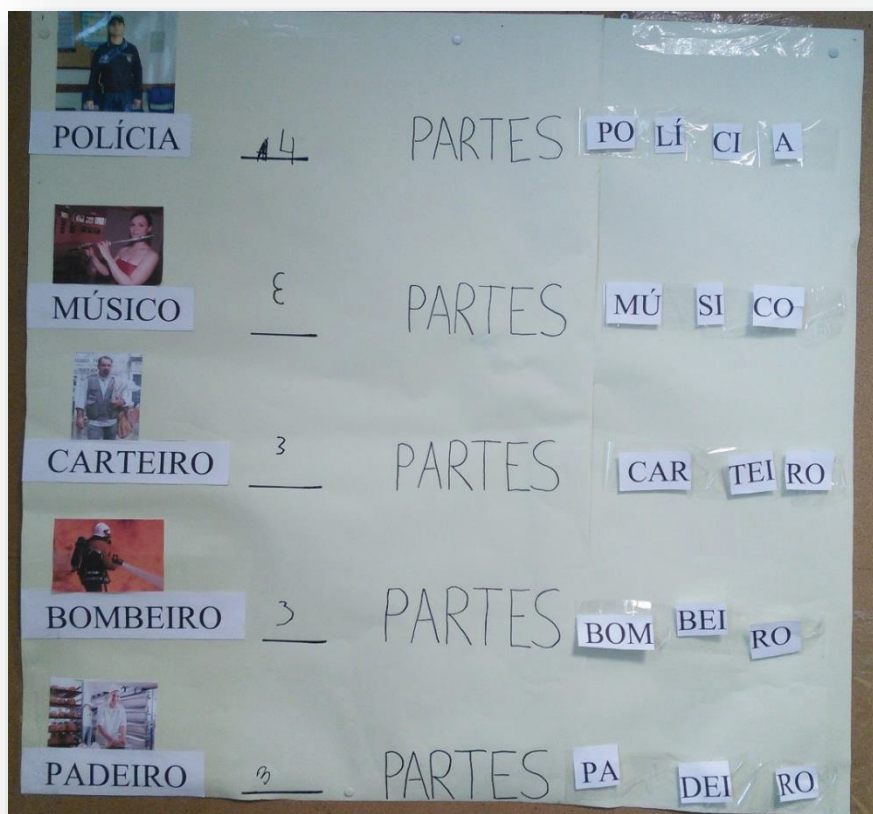 POLÍCIA 4 PARTES PO LÍ CI A
MÚSICO 3 PARTES MÚ SI CO
CARTEIRO 3 PARTES CAR TEI RO
BOMBEIRO 3 PARTES BOM BEI RO
PADEIRO 3 PARTES PA DEI RO